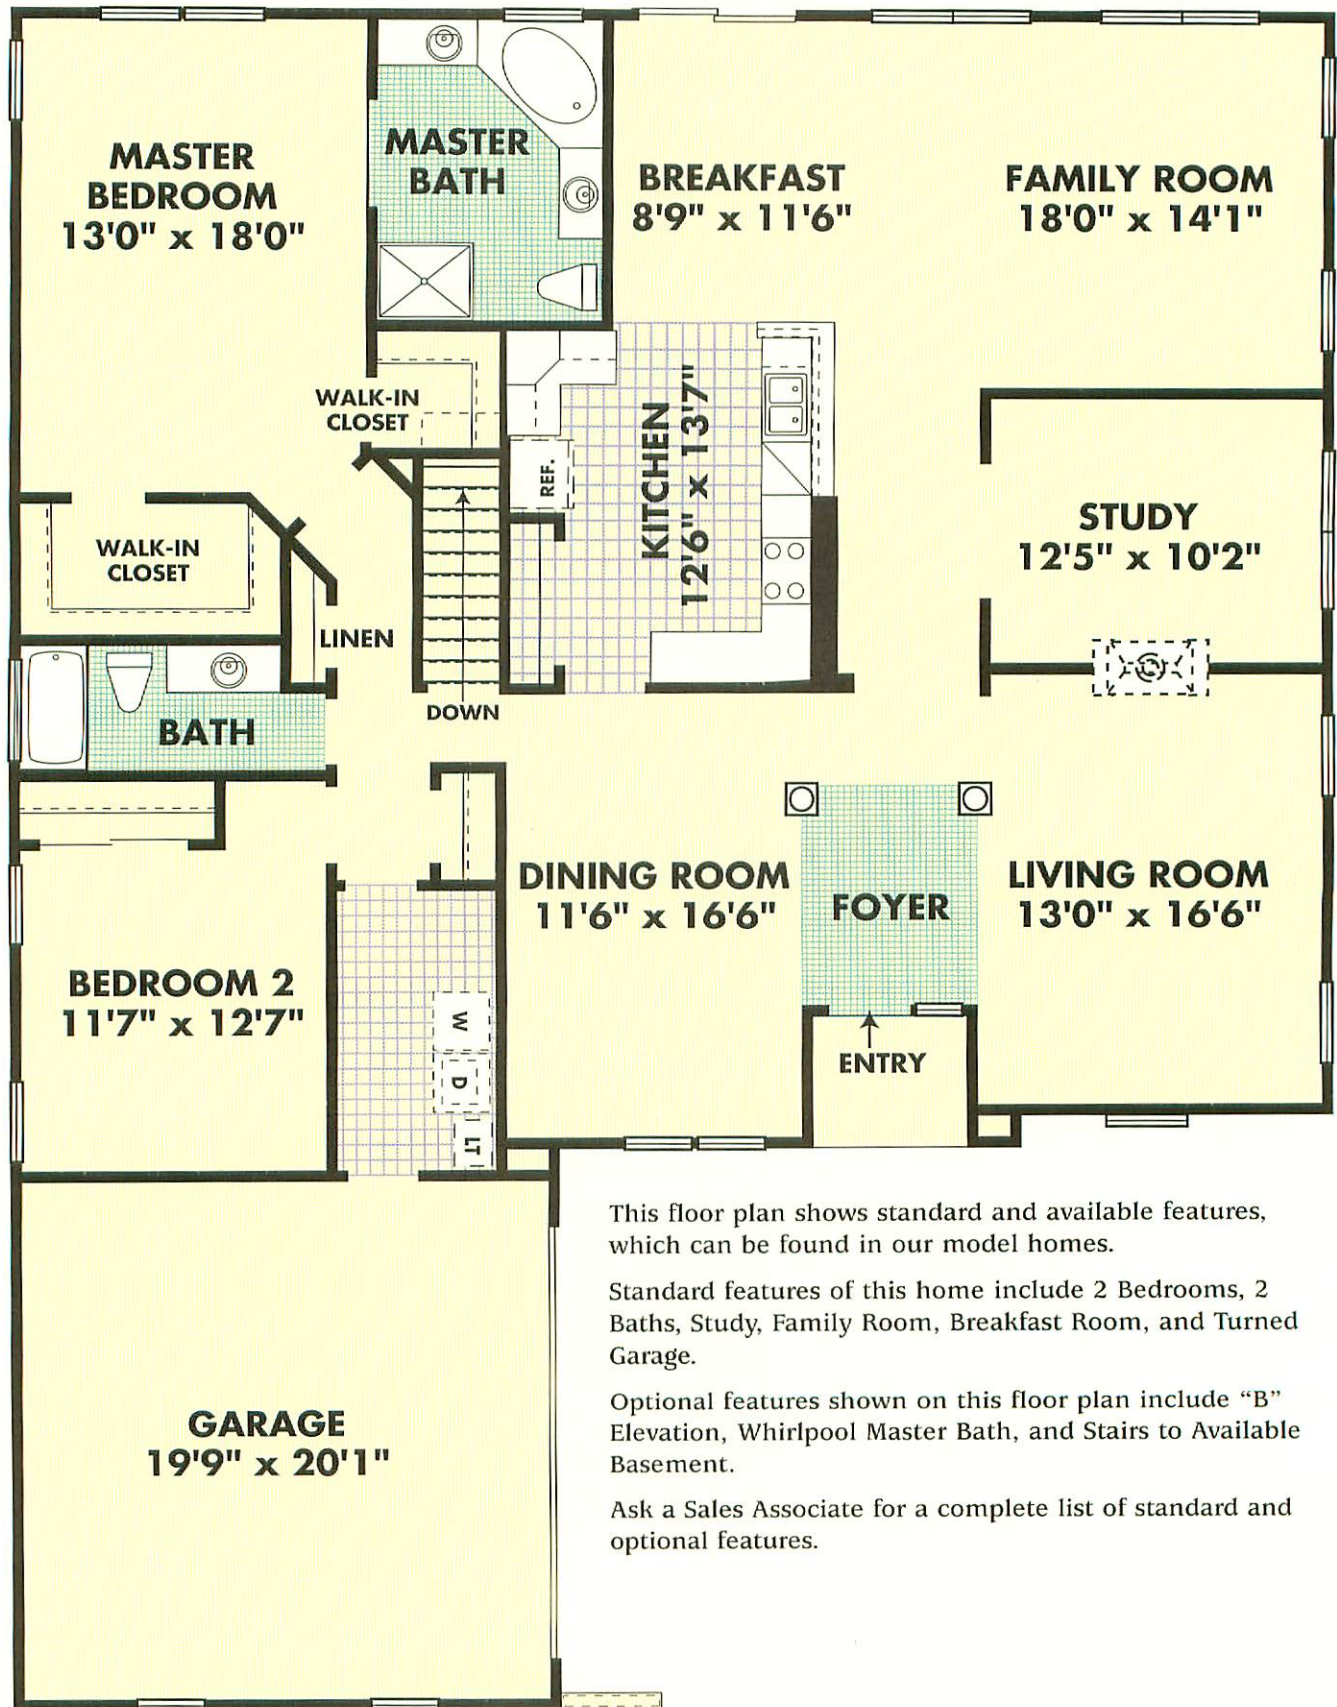 MASTER
BEDROOM
13'0" x 18'0"
MASTER
BATH
BREAKFAST
8'9" x 11'6"
FAMILY ROOM
18'0" x 14'1"
WALK-IN
CLOSET
KITCHEN
12'6" x 13'7"
REF.
STUDY
12'5" x 10'2"
WALK-IN
CLOSET
LINEN
DOWN
BATH
DINING ROOM
11'6" x 16'6"
FOYER
LIVING ROOM
13'0" x 16'6"
BEDROOM 2
11'7" x 12'7"
W
D
LT
ENTRY
GARAGE
19'9" x 20'1"
This floor plan shows standard and available features,
which can be found in our model homes.
Standard features of this home include 2 Bedrooms, 2
Baths, Study, Family Room, Breakfast Room, and Turned
Garage.
Optional features shown on this floor plan include “B”
Elevation, Whirlpool Master Bath, and Stairs to Available
Basement.
Ask a Sales Associate for a complete list of standard and
optional features.